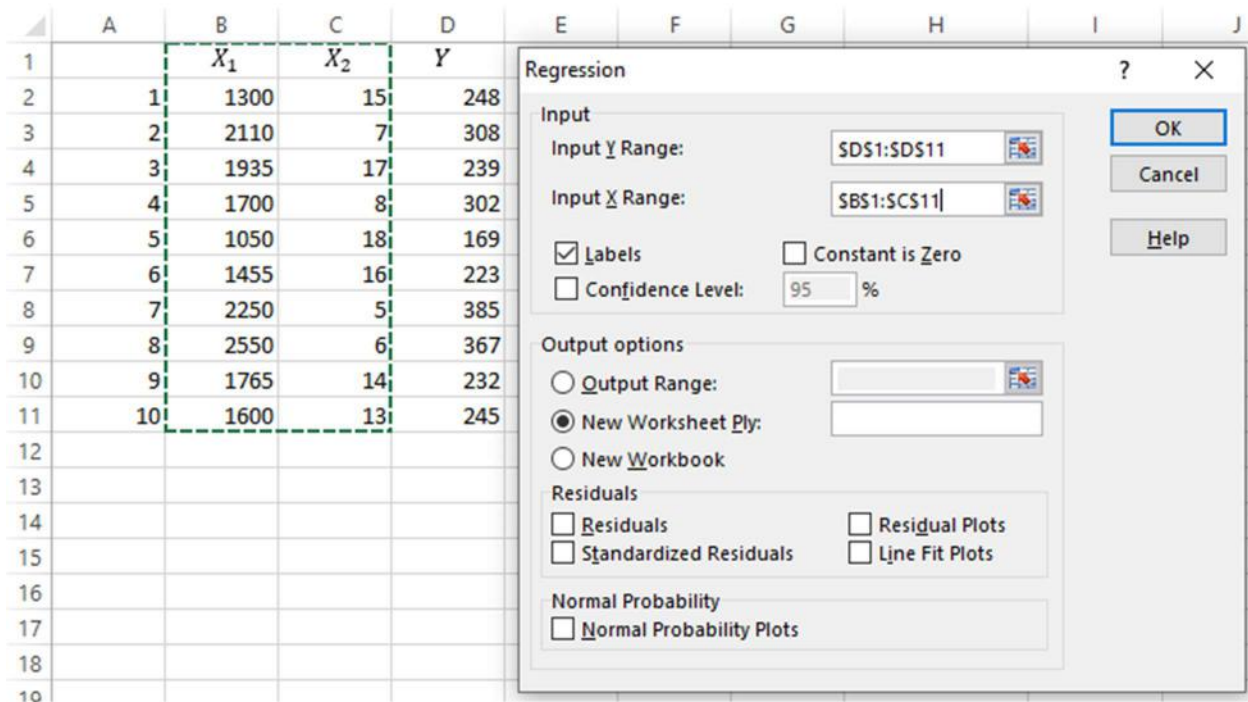 A B C D E F G H I J
1 X₁ X₂ Y
2 1 1300 15 248
3 2 2110 7 308
4 3 1935 17 239
5 4 1700 8 302
6 5 1050 18 169
7 6 1455 16 223
8 7 2250 5 385
9 8 2550 6 367
10 9 1765 14 232
11 10 1600 13 245
12
13
14
15
16
17
18
19
Regression ? ×
Input
Input Y Range: $D$1:$D$11
Input X Range: $B$1:$C$11
Labels Constant is Zero
Confidence Level: 95 %
OK
Cancel
Help
Output options
Output Range:
New Worksheet Ply:
New Workbook
Residuals
Residuals Residual Plots
Standardized Residuals Line Fit Plots
Normal Probability
Normal Probability Plots